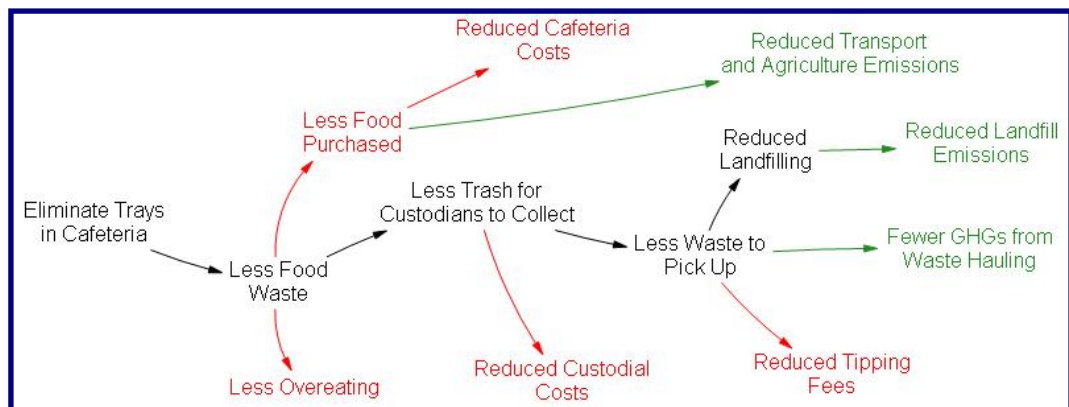 Reduced Cafeteria
Costs
Reduced Transport
and Agriculture Emissions
Less Food
Purchased
Reduced
Landfilling
Reduced Landfill
Emissions
Less Trash for
Custodians to Collect
Eliminate Trays
in Cafeteria
Less Food
Waste
Less Waste to
Pick Up
Fewer GHGs from
Waste Hauling
Less Overeating
Reduced Custodial
Costs
Reduced Tipping
Fees